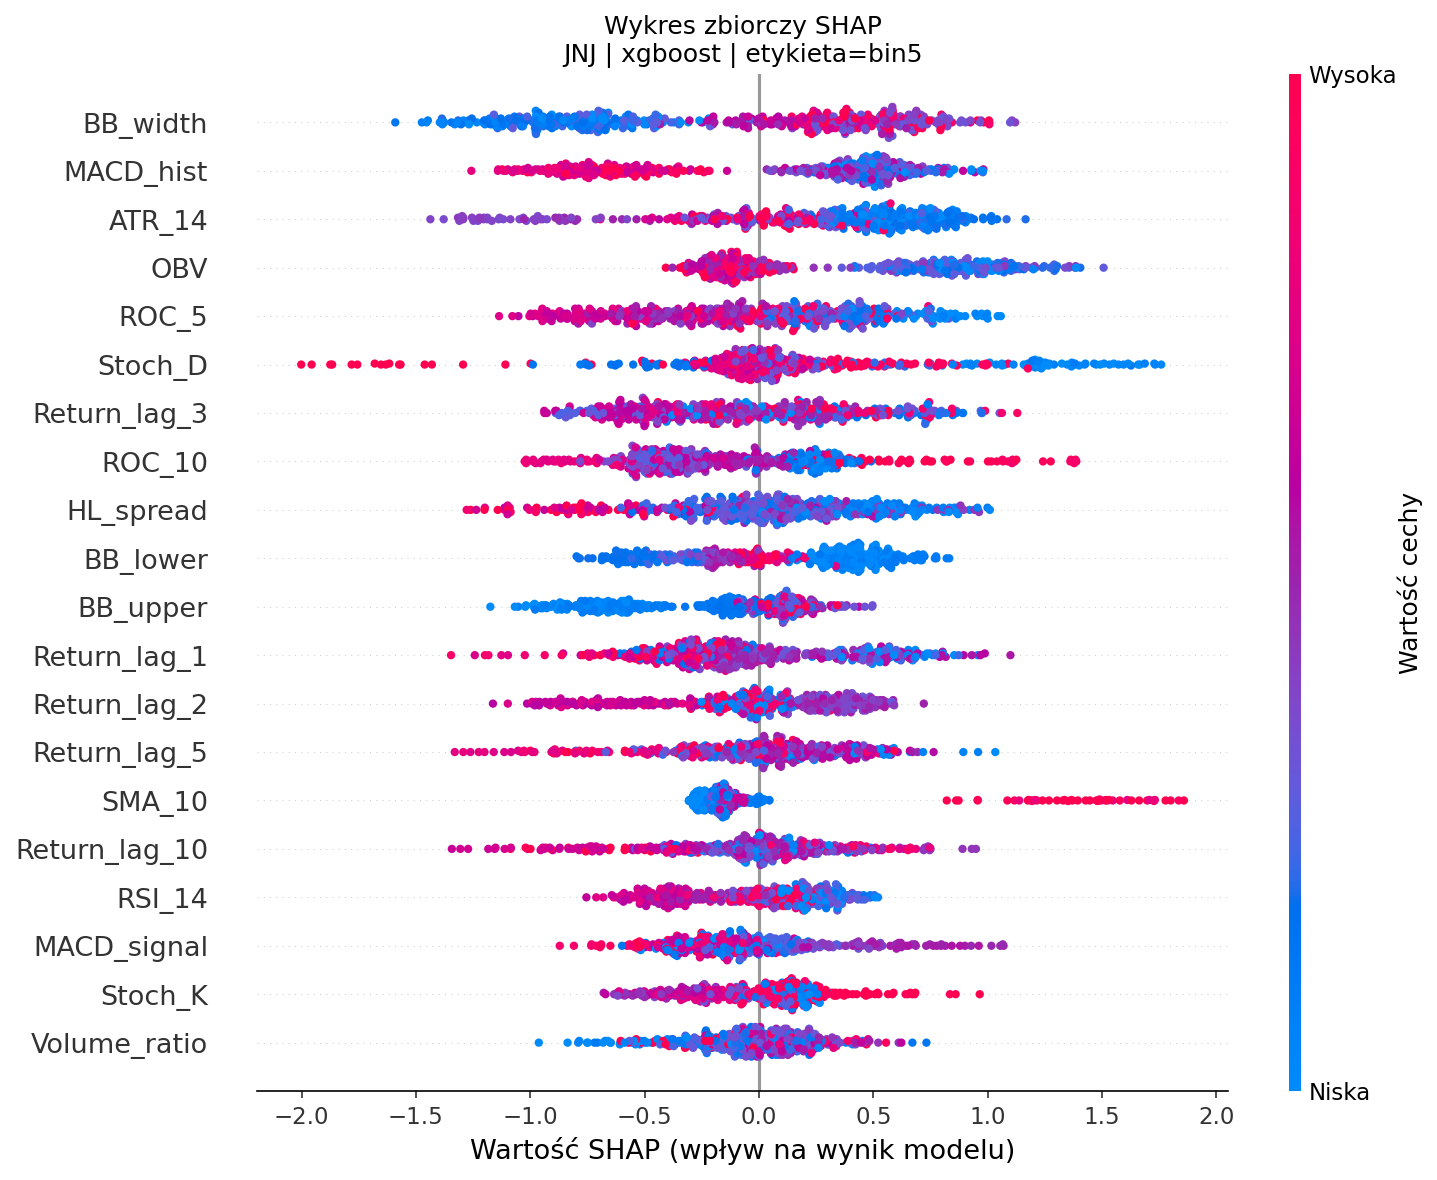 Wykres zbiorczy SHAP
JNJ | xgboost | etykieta=bin5
Wysoka
BB_width
MACD_hist
ATR_14
OBV
ROC_5
Stoch_D
Return_lag_3
ROC_10
HL_spread
BB_lower
BB_upper
Return_lag_1
Return_lag_2
Return_lag_5
SMA_10
Return_lag_10
RSI_14
MACD_signal
Stoch_K
Volume_ratio
Wartość cechy
Niska
−2.0 −1.5 −1.0 −0.5 0.0 0.5 1.0 1.5 2.0
Wartość SHAP (wpływ na wynik modelu)